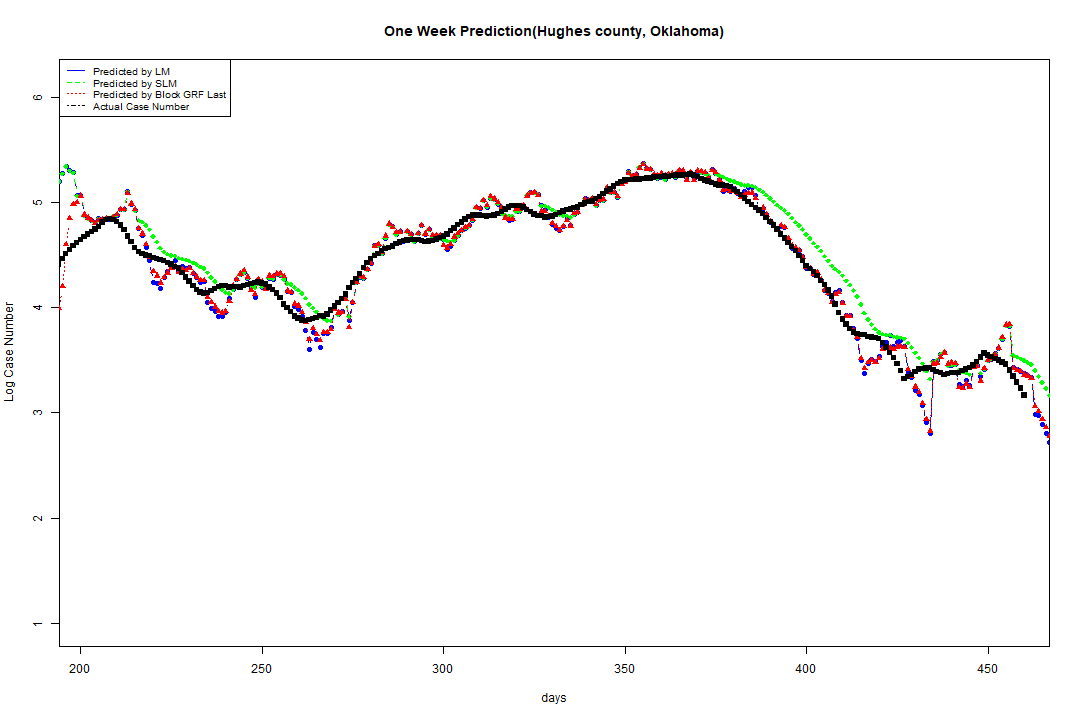 One Week Prediction(Hughes county, Oklahoma)
Predicted by LM
Predicted by SLM
Predicted by Block GRF Last
Actual Case Number
6
5
4
3
2
1
Log Case Number
200 250 300 350 400 450
days